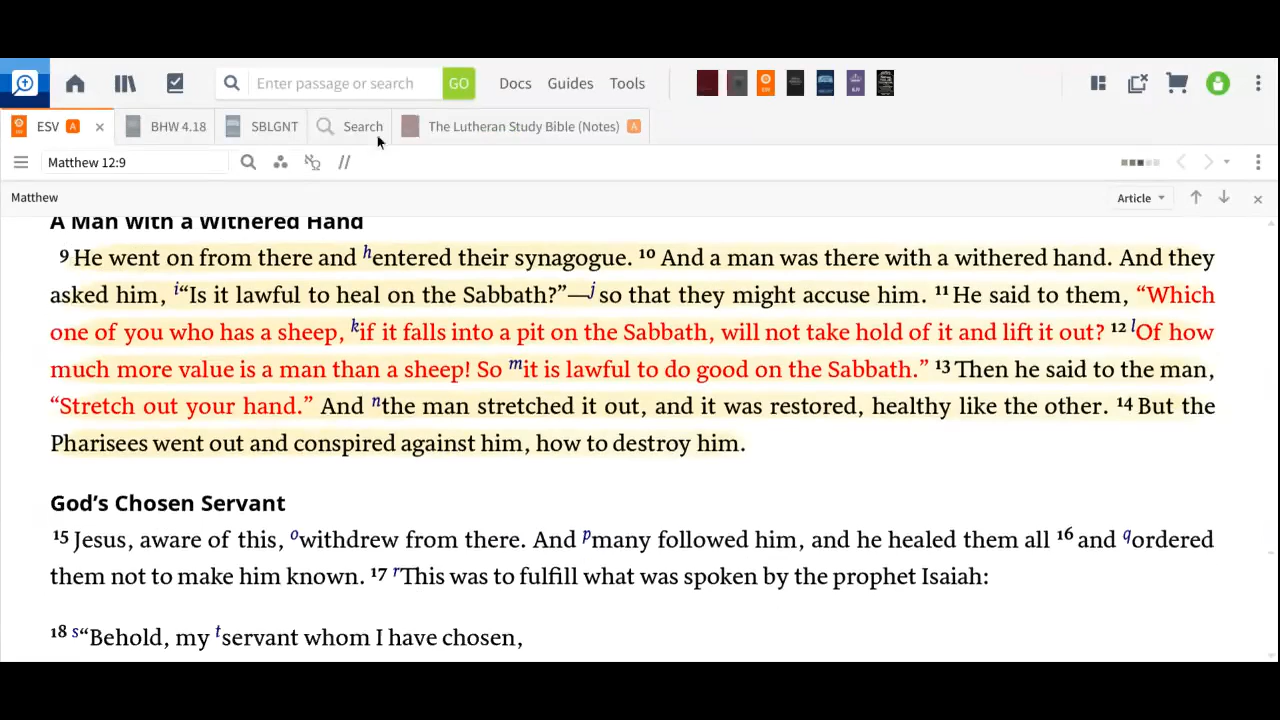 Enter passage or search GO Docs Guides Tools
ESV A BHW 4.18 SBLGNT Search The Lutheran Study Bible (Notes) A
Matthew 12:9
Matthew Article
A Man with a Withered Hand
9 He went on from there and h entered their synagogue. 10 And a man was there with a withered hand. And they
asked him, i “Is it lawful to heal on the Sabbath?”—j so that they might accuse him. 11 He said to them, “Which
one of you who has a sheep, k if it falls into a pit on the Sabbath, will not take hold of it and lift it out? 12 l Of how
much more value is a man than a sheep! So m it is lawful to do good on the Sabbath.” 13 Then he said to the man,
“Stretch out your hand.” And n the man stretched it out, and it was restored, healthy like the other. 14 But the
Pharisees went out and conspired against him, how to destroy him.
God’s Chosen Servant
15 Jesus, aware of this, o withdrew from there. And p many followed him, and he healed them all 16 and q ordered
them not to make him known. 17 r This was to fulfill what was spoken by the prophet Isaiah:
18 s “Behold, my t servant whom I have chosen,